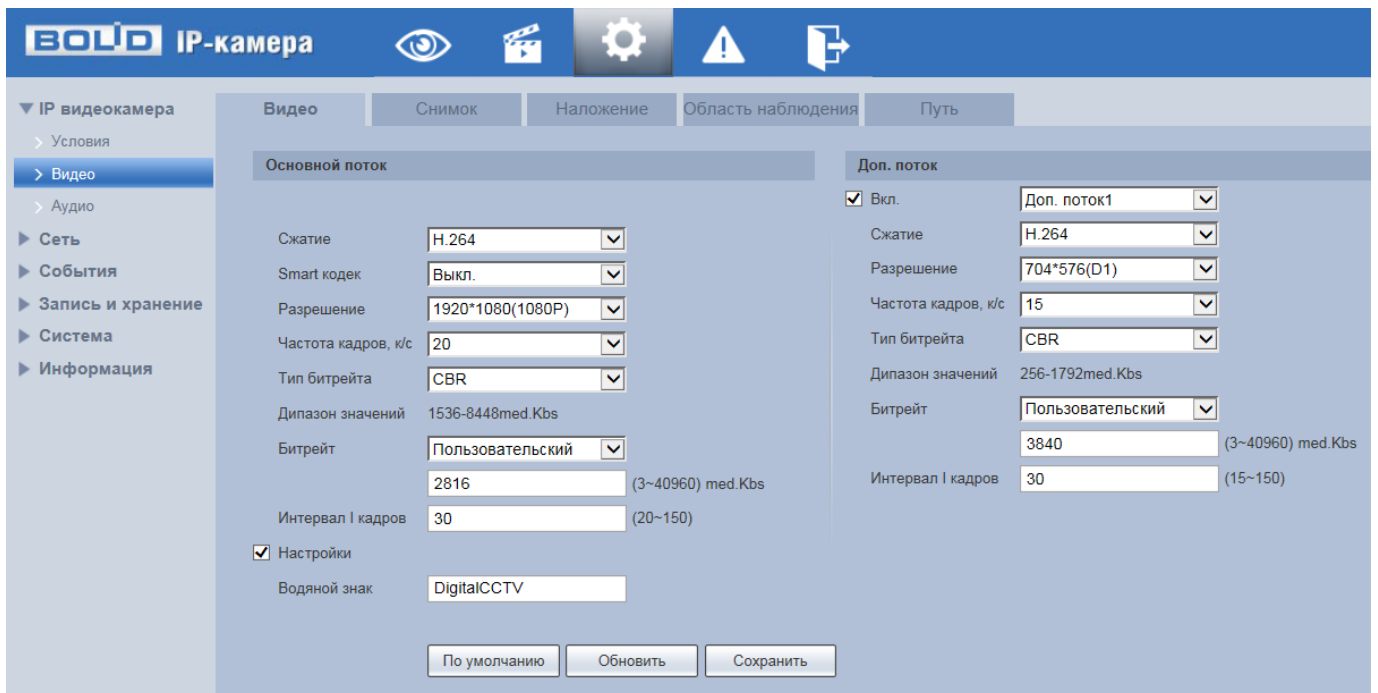 BOLID IP-камера
IP видеокамера
Условия
Видео
Аудио
Сеть
События
Запись и хранение
Система
Информация
Видео Снимок Наложение Область наблюдения Путь
Основной поток
Сжатие H.264
Smart кодек Выкл.
Разрешение 1920*1080(1080P)
Частота кадров, к/с 20
Тип битрейта CBR
Дипазон значений 1536-8448med.Kbs
Битрейт Пользовательский
2816 (3~40960) med.Kbs
Интервал I кадров 30 (20~150)
Настройки
Водяной знак DigitalCCTV
Доп. поток
Вкл. Доп. поток1
Сжатие H.264
Разрешение 704*576(D1)
Частота кадров, к/с 15
Тип битрейта CBR
Дипазон значений 256-1792med.Kbs
Битрейт Пользовательский
3840 (3~40960) med.Kbs
Интервал I кадров 30 (15~150)
По умолчанию Обновить Сохранить